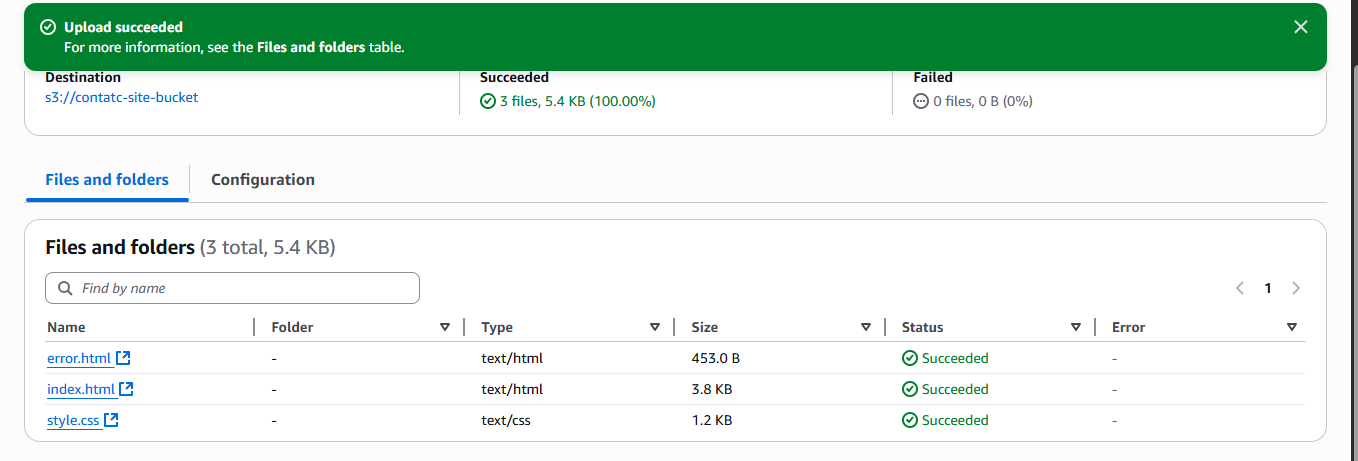 Upload succeeded
For more information, see the Files and folders table.
Destination
s3://contatc-site-bucket
Succeeded
3 files, 5.4 KB (100.00%)
Failed
0 files, 0 B (0%)
Files and folders
Configuration
Files and folders (3 total, 5.4 KB)
Find by name
1
Name Folder Type Size Status Error
error.html - text/html 453.0 B Succeeded -
index.html - text/html 3.8 KB Succeeded -
style.css - text/css 1.2 KB Succeeded -